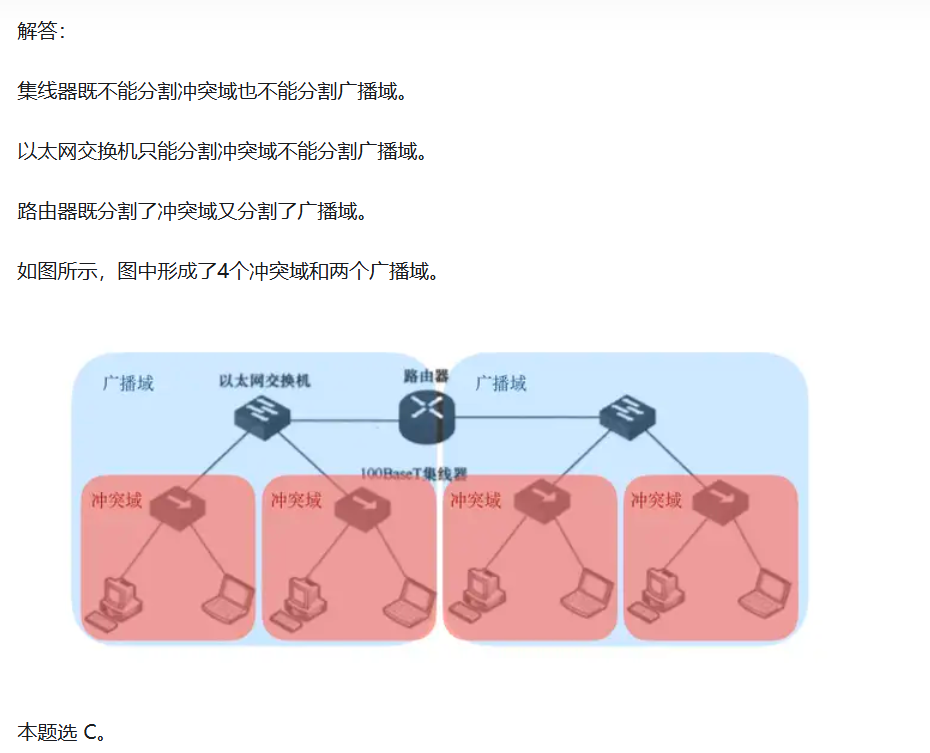 解答：
集线器既不能分割冲突域也不能分割广播域。
以太网交换机只能分割冲突域不能分割广播域。
路由器既分割了冲突域又分割了广播域。
如图所示，图中形成了4个冲突域和两个广播域。
广播域
以太网交换机
路由器
广播域
100BaseT集线器
冲突域
冲突域
冲突域
冲突域
本题选 C。